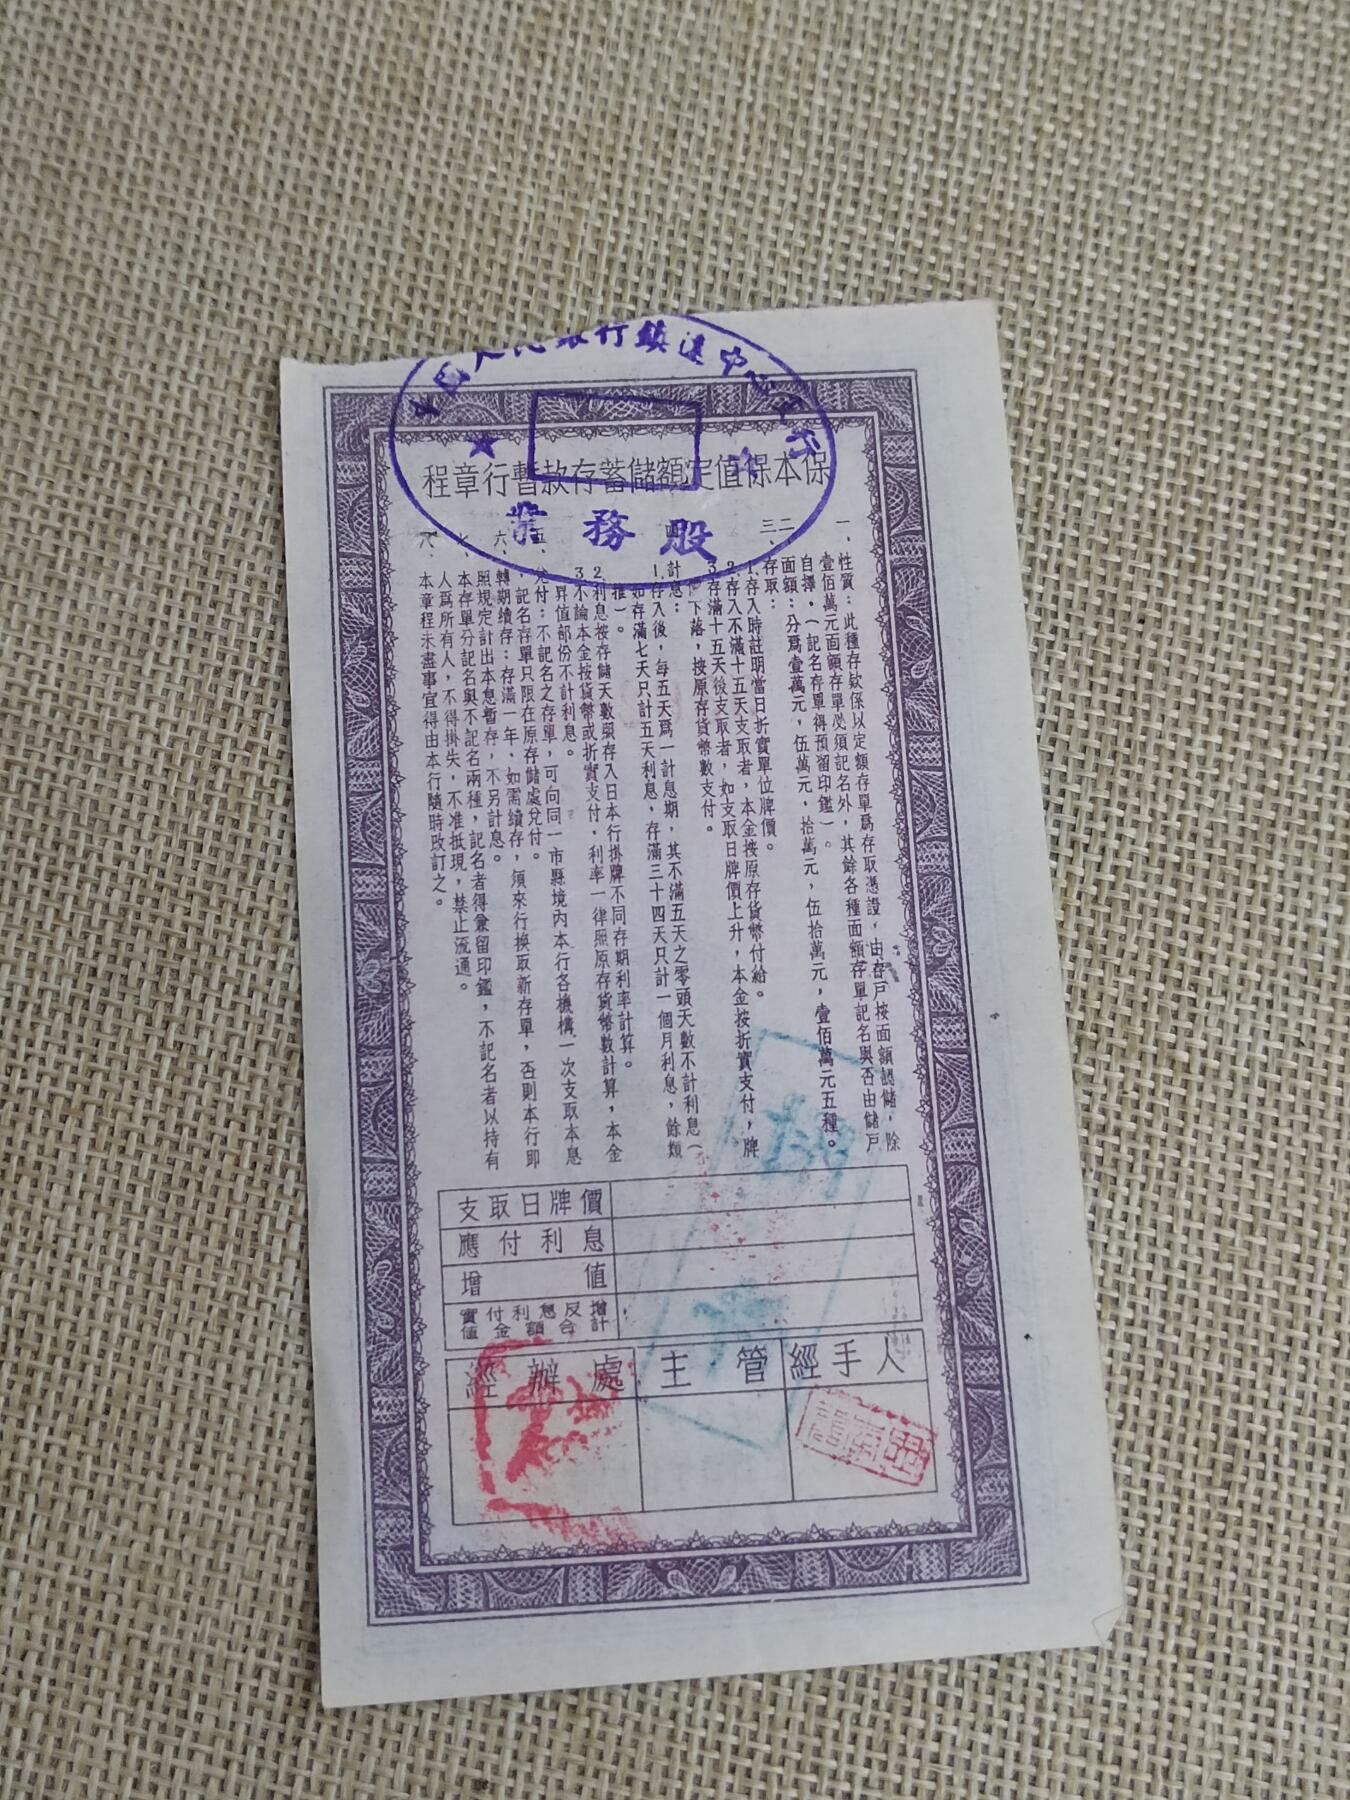 人民銀行鎮遠中心支行
業務股
保本保值定額儲蓄存款暫行章程
一、性質:此種存欵係以定額存單爲存取憑證,由存戶按面額認儲,除
壹佰萬元面額存單必須記名外,其餘各種面額存單記名與否由儲戶
自擇,(記名存單得預留印鑑)。
二、面額:分爲壹萬元,伍萬元,拾萬元,伍拾萬元,壹佰萬元五種。
三、存取:
1.存入時註明當日折實單位牌價。
2.存入不滿十五天支取者,本金按原存貨幣付給。
3.存滿十五天後支取者,如支取日牌價上升,本金按折實支付,牌
價下落,按原存貨幣數支付。
四、計息:
1.存入後,每五天爲一計息期,其不滿五天之零頭天數不計利息(
如存滿七天只計五天利息,存滿三十四天只計一個月利息,餘類
推)。
2.利息按存儲天數照存入日本行掛牌不同存期利率計算。
3.不論本金按貨幣或折實支付,利率一律照原存貨幣數計算,本金
昇值部份不計利息。
五、兌付:不記名之存單,可向同一市縣境內本行各機構一次支取本息
,記名存單只限在原存儲處兌付。
六、轉期續存:存滿一年、如需續存,須來行換取新存單,否則本行即
照規定計出本息暫存,不另計息。
七、本存單分記名與不記名兩種,記名者得兼留印鑑,不記名者以持有
人爲所有人,不得掛失,不准抵現,禁止流通。
八、本章程未盡事宜得由本行隨時改訂之。
支取日牌價
應付利息
增值
實付利息及增
值金額合計
經辦處 主管 經手人